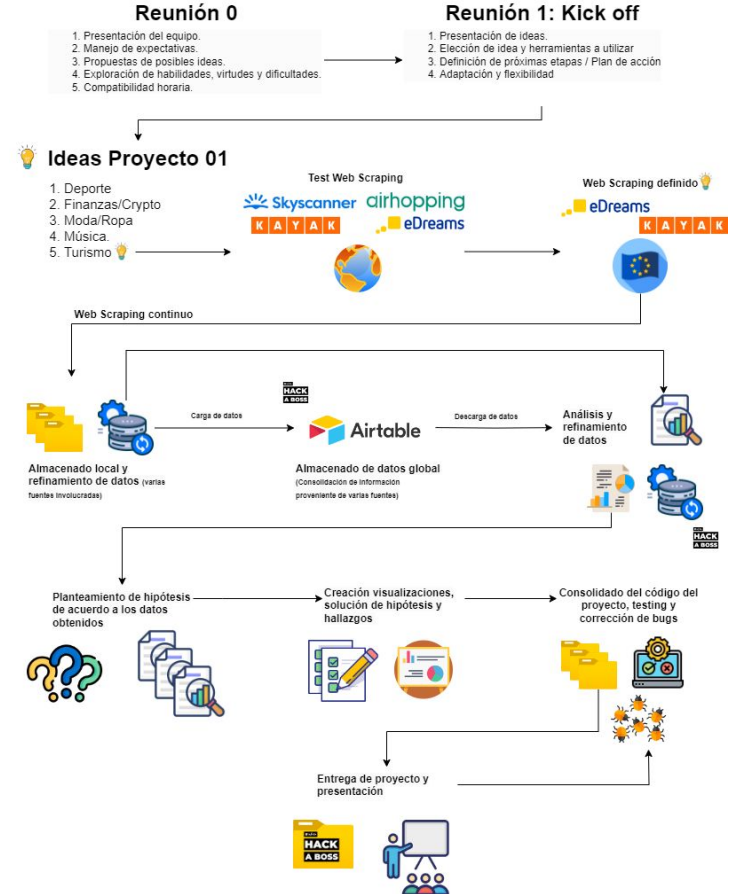 Reunión 0
1. Presentación del equipo.
2. Manejo de expectativas.
3. Propuestas de posibles ideas.
4. Exploración de habilidades, virtudes y dificultades.
5. Compatibilidad horaria.
Reunión 1: Kick off
1. Presentación de ideas.
2. Elección de idea y herramientas a utilizar
3. Definición de próximas etapas / Plan de acción
4. Adaptación y flexibilidad
Ideas Proyecto 01
1. Deporte
2. Finanzas/Crypto
3. Moda/Ropa
4. Música.
5. Turismo
Test Web Scraping
Skyscanner
airhopping
KAYAK
eDreams
Web Scraping definido
eDreams
KAYAK
Web Scraping continuo
Almacenado local y
refinamiento de datos (varias
fuentes involucradas)
Carga de datos
HACK
A BOSS
Airtable
Almacenado de datos global
(Consolidación de información
proveniente de varias fuentes)
Descarga de datos
Análisis y
refinamiento
de datos
HACK
A BOSS
Planteamiento de hipótesis
de acuerdo a los datos
obtenidos
Creación visualizaciones,
solución de hipótesis y
hallazgos
Consolidado del código del
proyecto, testing y
corrección de bugs
Entrega de proyecto y
presentación
HACK
A BOSS